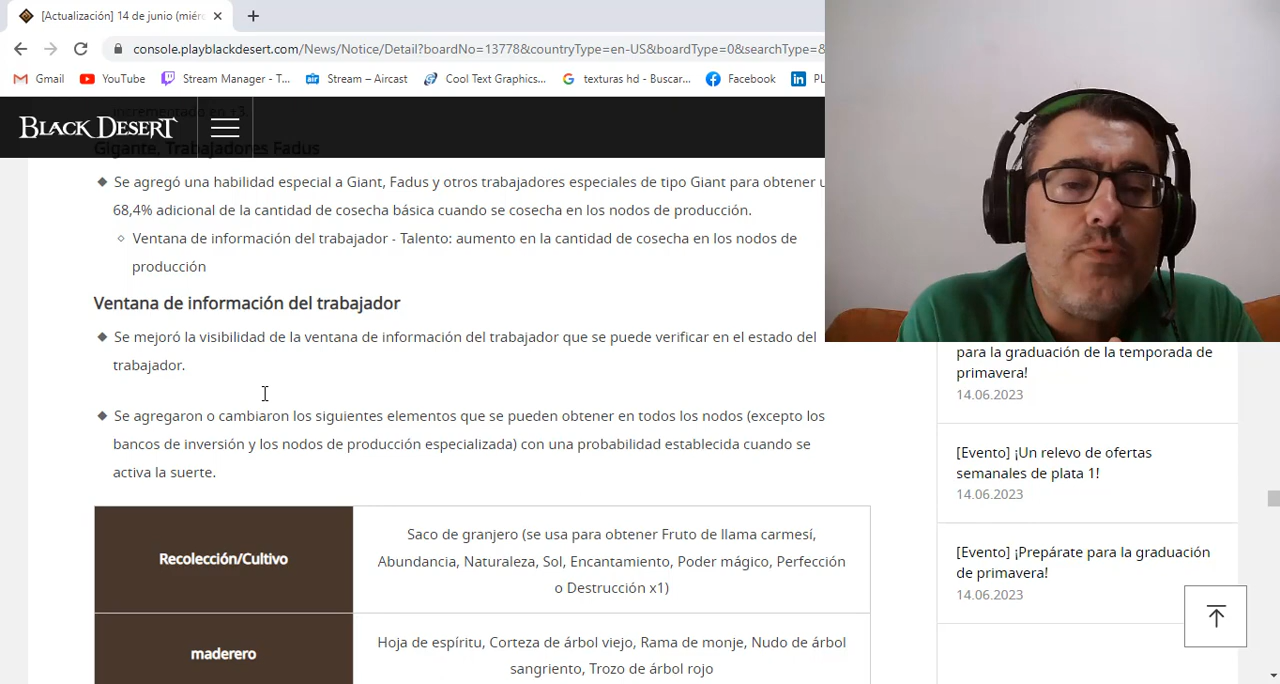 [Actualización] 14 de junio (miérc
console.playblackdesert.com/News/Notice/Detail?boardNo=13778&countryType=en-US&boardType=0&searchType=&
Gmail YouTube Stream Manager - T... Stream – Aircast Cool Text Graphics... texturas hd - Buscar... Facebook PL
incrementado en +3.
BLACK DESERT
Gigante, Trabajadores Fadus
Se agregó una habilidad especial a Giant, Fadus y otros trabajadores especiales de tipo Giant para obtener u
68,4% adicional de la cantidad de cosecha básica cuando se cosecha en los nodos de producción.
Ventana de información del trabajador - Talento: aumento en la cantidad de cosecha en los nodos de
producción
Ventana de información del trabajador
Se mejoró la visibilidad de la ventana de información del trabajador que se puede verificar en el estado del
trabajador.
Se agregaron o cambiaron los siguientes elementos que se pueden obtener en todos los nodos (excepto los
bancos de inversión y los nodos de producción especializada) con una probabilidad establecida cuando se
activa la suerte.
Recolección/Cultivo
Saco de granjero (se usa para obtener Fruto de llama carmesí,
Abundancia, Naturaleza, Sol, Encantamiento, Poder mágico, Perfección
o Destrucción x1)
maderero
Hoja de espíritu, Corteza de árbol viejo, Rama de monje, Nudo de árbol
sangriento, Trozo de árbol rojo
para la graduación de la temporada de
primavera!
14.06.2023
[Evento] ¡Un relevo de ofertas
semanales de plata 1!
14.06.2023
[Evento] ¡Prepárate para la graduación
de primavera!
14.06.2023